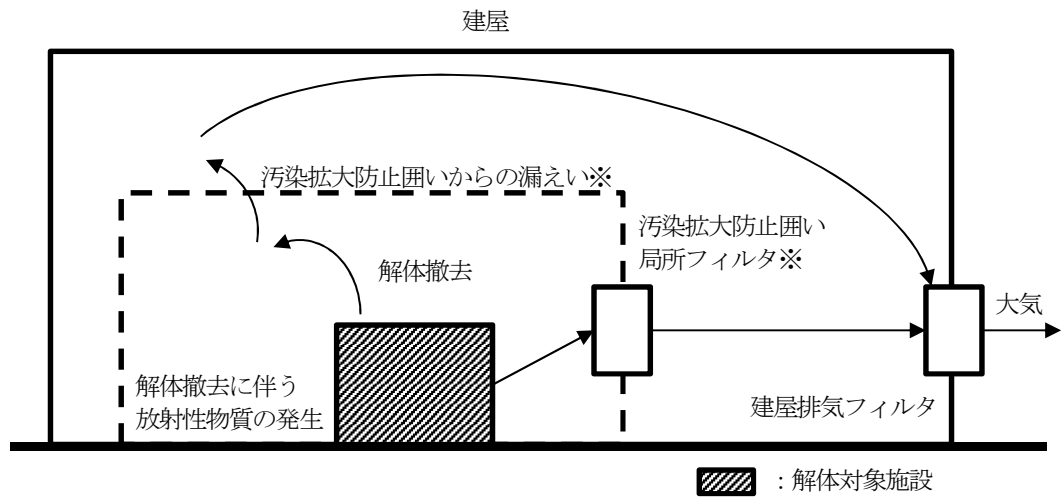 建屋
汚染拡大防止囲いからの漏えい※
汚染拡大防止囲い
局所フィルタ※
解体撤去
大気
解体撤去に伴う
放射性物質の発生
建屋排気フィルタ
：解体対象施設